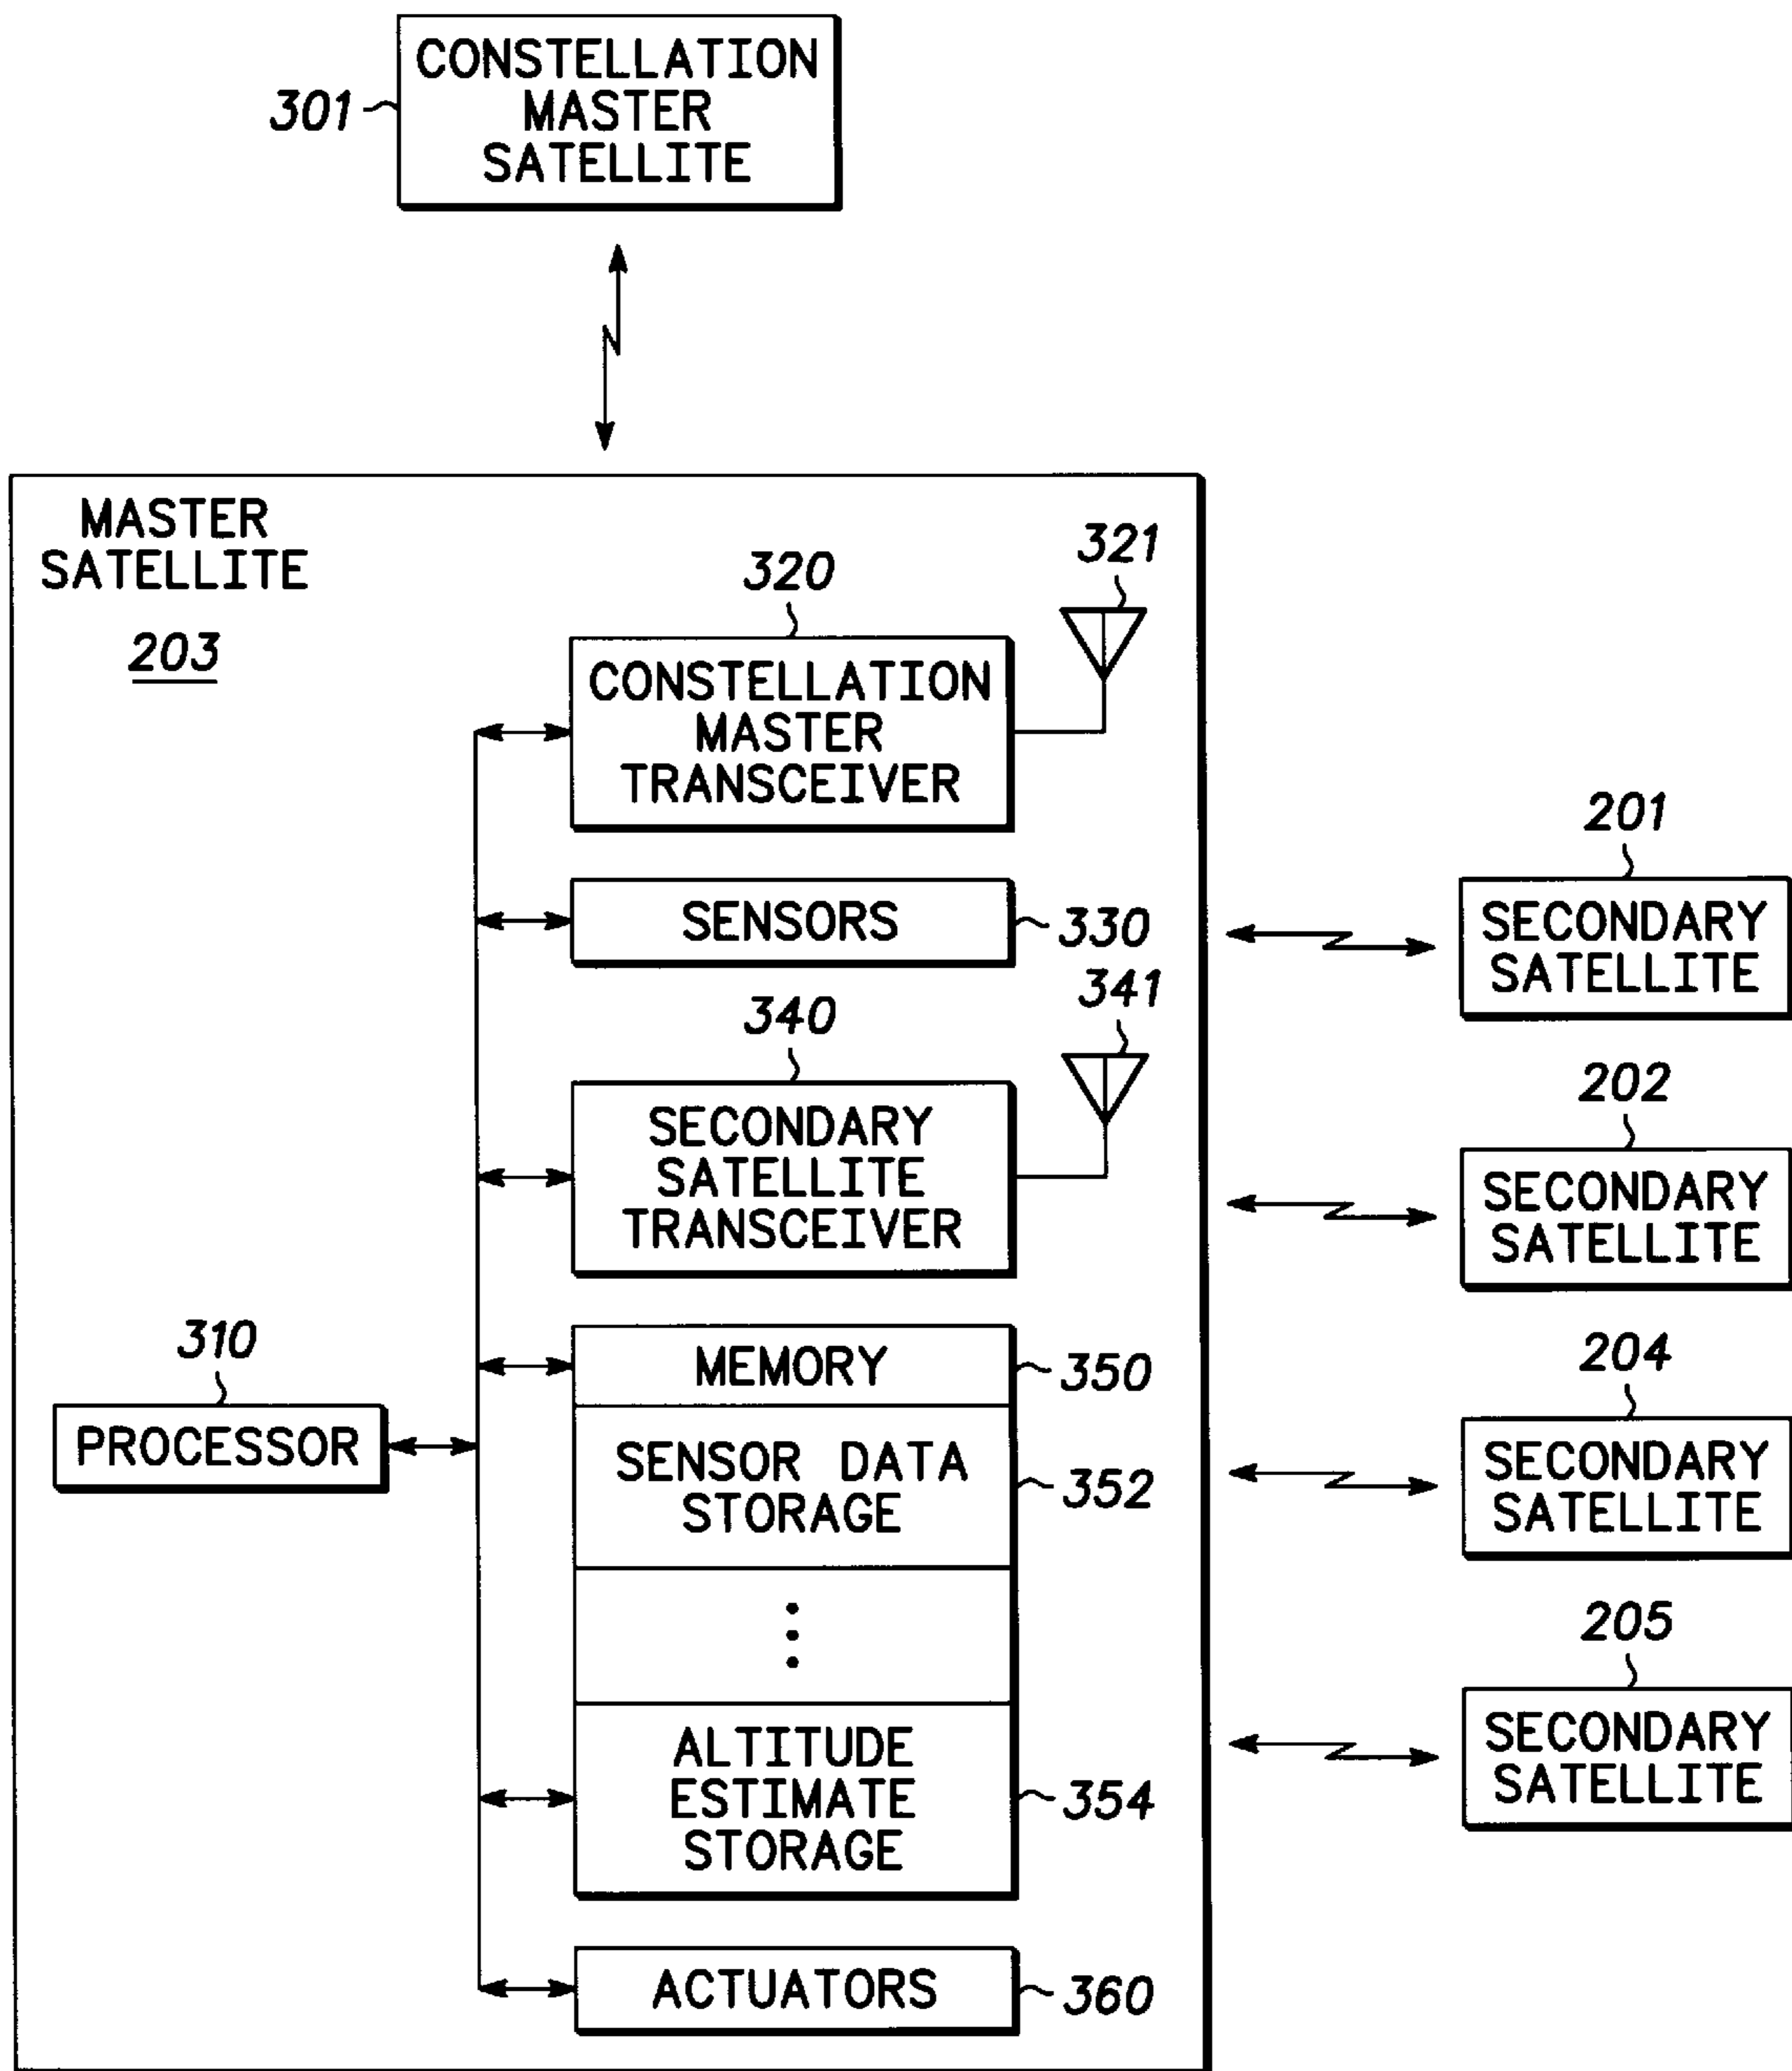 CONSTELLATION
MASTER
SATELLITE
301
MASTER
SATELLITE
203
320
321
CONSTELLATION
MASTER
TRANSCEIVER
SENSORS
330
340
341
SECONDARY
SATELLITE
TRANSCEIVER
310
PROCESSOR
MEMORY
350
SENSOR DATA
STORAGE
352
ALTITUDE
ESTIMATE
STORAGE
354
ACTUATORS
360
201
SECONDARY
SATELLITE
202
SECONDARY
SATELLITE
204
SECONDARY
SATELLITE
205
SECONDARY
SATELLITE